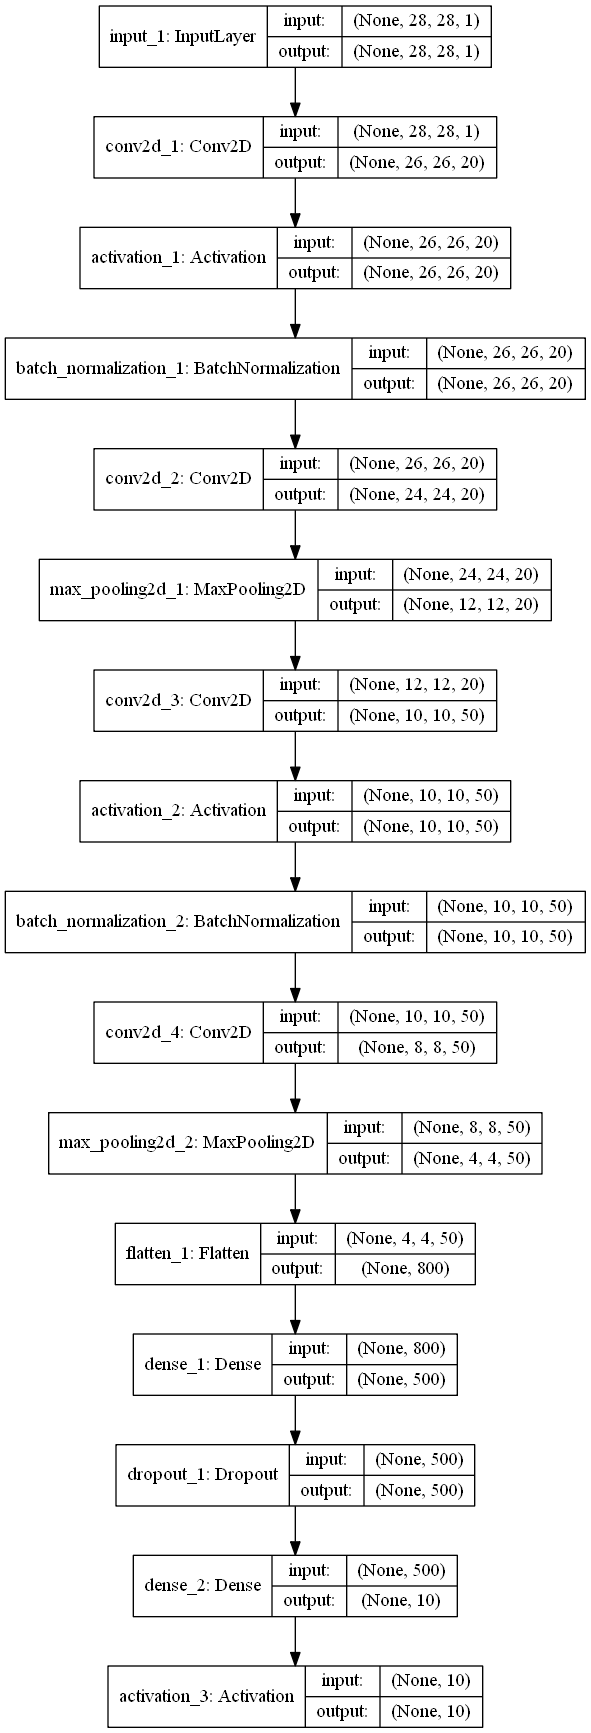 input_1: InputLayer
input: (None, 28, 28, 1)
output: (None, 28, 28, 1)
conv2d_1: Conv2D
input: (None, 28, 28, 1)
output: (None, 26, 26, 20)
activation_1: Activation
input: (None, 26, 26, 20)
output: (None, 26, 26, 20)
batch_normalization_1: BatchNormalization
input: (None, 26, 26, 20)
output: (None, 26, 26, 20)
conv2d_2: Conv2D
input: (None, 26, 26, 20)
output: (None, 24, 24, 20)
max_pooling2d_1: MaxPooling2D
input: (None, 24, 24, 20)
output: (None, 12, 12, 20)
conv2d_3: Conv2D
input: (None, 12, 12, 20)
output: (None, 10, 10, 50)
activation_2: Activation
input: (None, 10, 10, 50)
output: (None, 10, 10, 50)
batch_normalization_2: BatchNormalization
input: (None, 10, 10, 50)
output: (None, 10, 10, 50)
conv2d_4: Conv2D
input: (None, 10, 10, 50)
output: (None, 8, 8, 50)
max_pooling2d_2: MaxPooling2D
input: (None, 8, 8, 50)
output: (None, 4, 4, 50)
flatten_1: Flatten
input: (None, 4, 4, 50)
output: (None, 800)
dense_1: Dense
input: (None, 800)
output: (None, 500)
dropout_1: Dropout
input: (None, 500)
output: (None, 500)
dense_2: Dense
input: (None, 500)
output: (None, 10)
activation_3: Activation
input: (None, 10)
output: (None, 10)